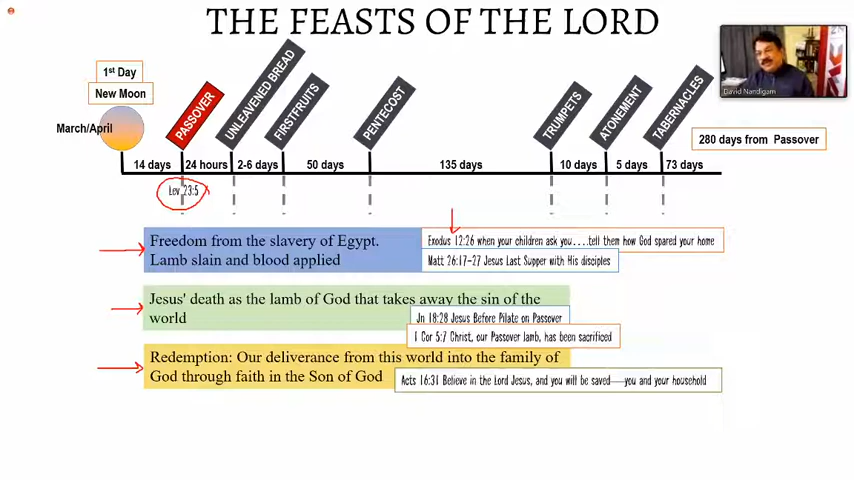 THE FEASTS OF THE LORD
1st Day
New Moon
March/April
PASSOVER
UNLEAVENED BREAD
FIRSTFRUITS
PENTECOST
TRUMPETS
ATONEMENT
TABERNACLES
David Nandigam
280 days from Passover
14 days
24 hours
2-6 days
50 days
135 days
10 days
5 days
73 days
Lev 23:5
Freedom from the slavery of Egypt.
Lamb slain and blood applied
Exodus 12:26 when your children ask you....tell them how God spared your home
Matt 26:17-27 Jesus Last Supper with His disciples
Jesus' death as the lamb of God that takes away the sin of the
world
Jn 18:28 Jesus Before Pilate on Passover
1 Cor 5:7 Christ, our Passover lamb, has been sacrificed
Redemption: Our deliverance from this world into the family of
God through faith in the Son of God
Acts 16:31 Believe in the Lord Jesus, and you will be saved—you and your household